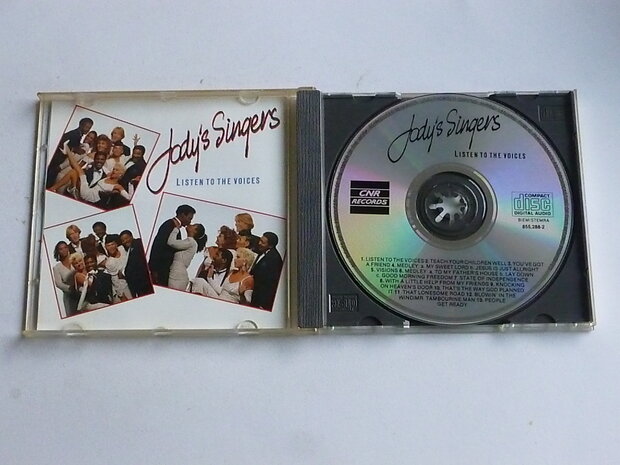 Jody's Singers
LISTEN TO THE VOICES
Jody's Singers
LISTEN TO THE VOICES
CNR
RECORDS
COMPACT
disc
DIGITAL AUDIO
BIEM/STEMRA
655.288-2
1. LISTEN TO THE VOICES 2. TEACH YOUR CHILDREN WELL 3. YOU'VE GOT
A FRIEND 4. MEDLEY: A. MY SWEET LORD B. JESUS IS JUST ALRIGHT
5. VISIONS 6. MEDLEY: A. TO MY FATHER'S HOUSE B. LAY DOWN
C. GOOD MORNING FREEDOM 7. STATE OF INDEPENDENCE
8. WITH A LITTLE HELP FROM MY FRIENDS 9. KNOCKING
ON HEAVEN'S DOOR 10. THAT'S THE WAY GOD PLANNED
IT 11. THAT LONESOME ROAD 12. BLOWIN' IN THE
WIND/MR. TAMBOURINE MAN 13. PEOPLE
GET READY